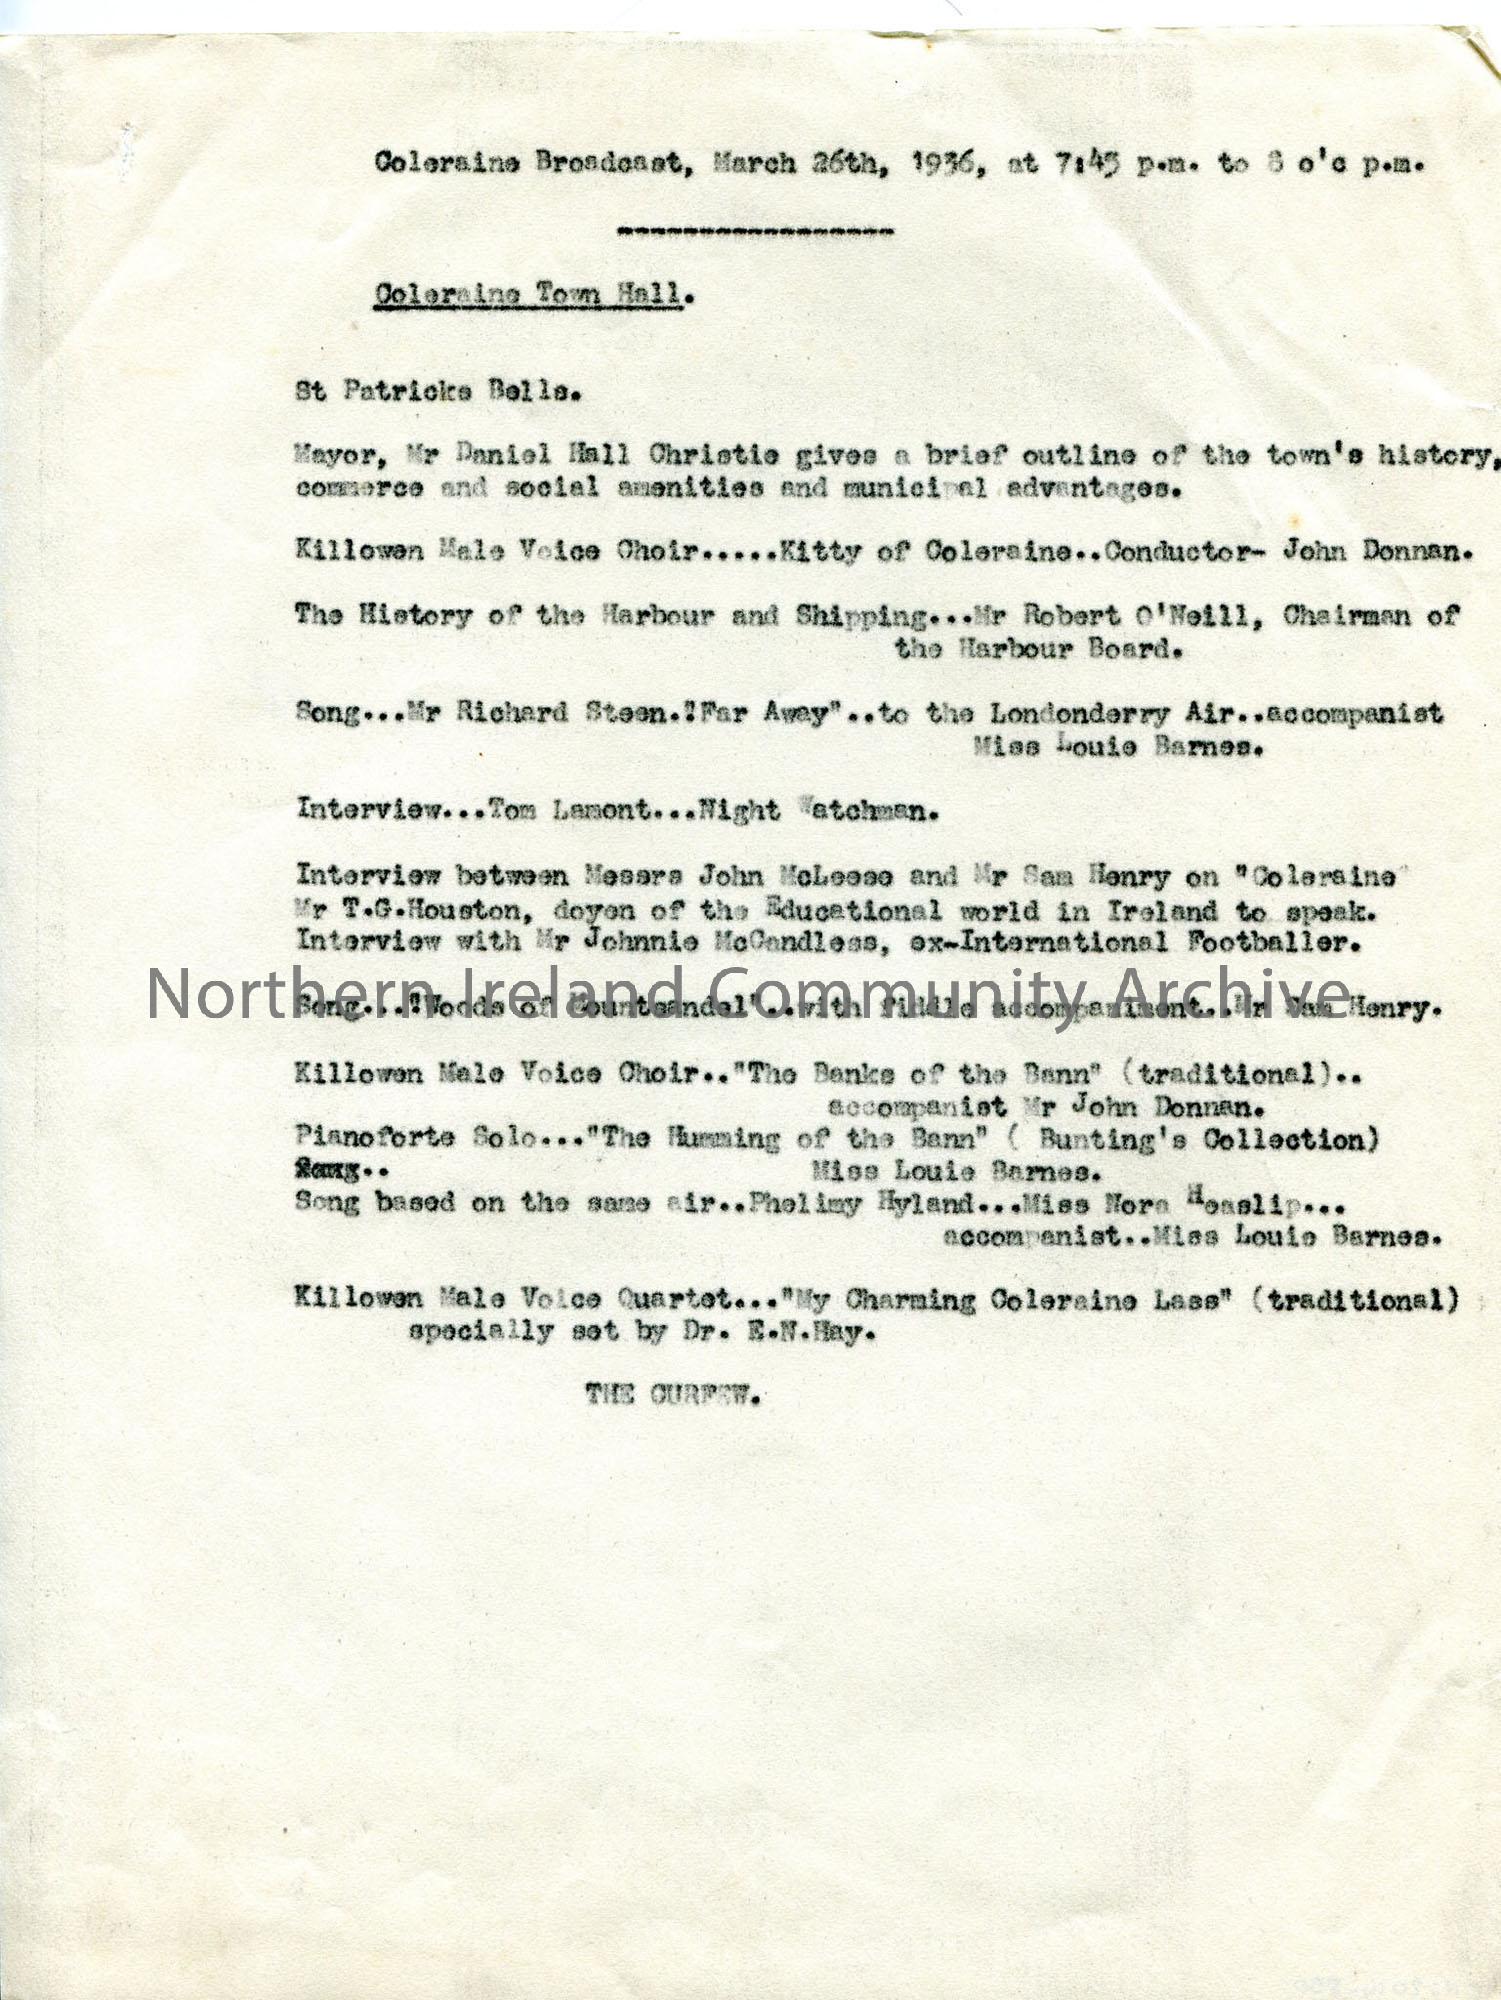 Coleraine Broadcast, March 26th, 1936, at 7:45 p.m. to 8 o'c p.m.
-----------------
Coleraine Town Hall.
St Patricks Bells.
Mayor, Mr Daniel Hall Christie gives a brief outline of the town's history,
commerce and social amenities and municipal advantages.
Killowen Male Voice Choir.....Kitty of Coleraine..Conductor- John Donnan.
The History of the Harbour and Shipping...Mr Robert O'Neill, Chairman of
the Harbour Board.
Song...Mr Richard Steen."Far Away"..to the Londonderry Air..accompanist
Miss Louie Barnes.
Interview...Tom Lamont...Night Watchman.
Interview between Messrs John McLeese and Mr Sam Henry on "Coleraine"
Mr T.G.Houston, doyen of the Educational world in Ireland to speak.
Interview with Mr Johnnie McCandless, ex-International Footballer.
Northern Ireland Community Archive
Song..."Woods of Mountsandel"..with fiddle accompaniment..Mr Sam Henry.
Killowen Male Voice Choir.."The Banks of the Bann" (traditional)..
accompanist Mr John Donnan.
Pianoforte Solo..."The Humming of the Bann" ( Bunting's Collection)
Song.. Miss Louie Barnes.
Song based on the same air..Phelimy Hyland...Miss Nora Heaslip...
accompanist..Miss Louie Barnes.
Killowen Male Voice Quartet..."My Charming Coleraine Lass" (traditional)
specially set by Dr. E.N.Hay.
THE CURFEW.